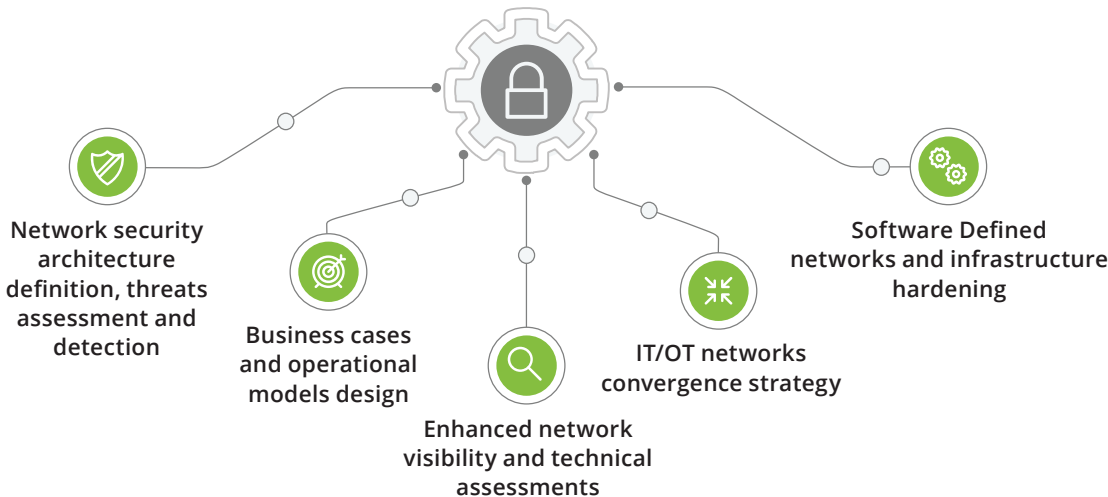 Network security
architecture
definition, threats
assessment and
detection
Business cases
and operational
models design
Enhanced network
visibility and technical
assessments
IT/OT networks
convergence strategy
Software Defined
networks and infrastructure
hardening